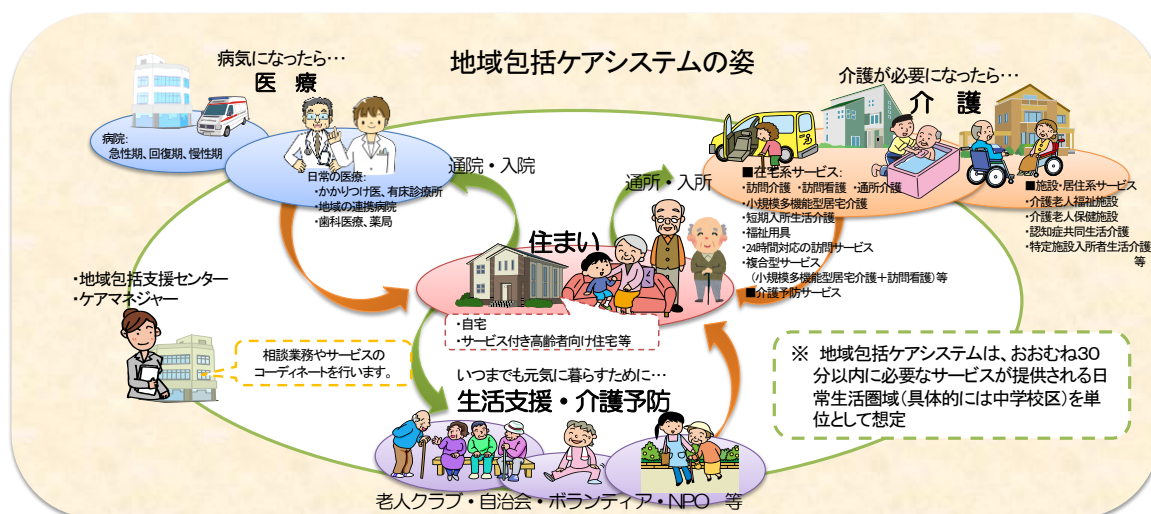 地域包括ケアシステムの姿
病気になったら…
医 療
病院:
急性期、回復期、慢性期
日常の医療:
・かかりつけ医、有床診療所
・地域の連携病院
・歯科医療、薬局
通院・入院
通所・入所
介護が必要になったら…
介 護
■在宅系サービス:
・訪問介護 ・訪問看護 ・通所介護
・小規模多機能型居宅介護
・短期入所生活介護
・福祉用具
・24時間対応の訪問サービス
・複合型サービス
(小規模多機能型居宅介護+訪問看護)等
■介護予防サービス
■施設・居住系サービス
・介護老人福祉施設
・介護老人保健施設
・認知症共同生活介護
・特定施設入所者生活介護
等
住まい
・自宅
・サービス付き高齢者向け住宅等
・地域包括支援センター
・ケアマネジャー
相談業務やサービスの
コーディネートを行います。
いつまでも元気に暮らすために…
生活支援・介護予防
老人クラブ・自治会・ボランティア・NPO 等
※ 地域包括ケアシステムは、おおむね30
分以内に必要なサービスが提供される日
常生活圏域(具体的には中学校区)を単
位として想定